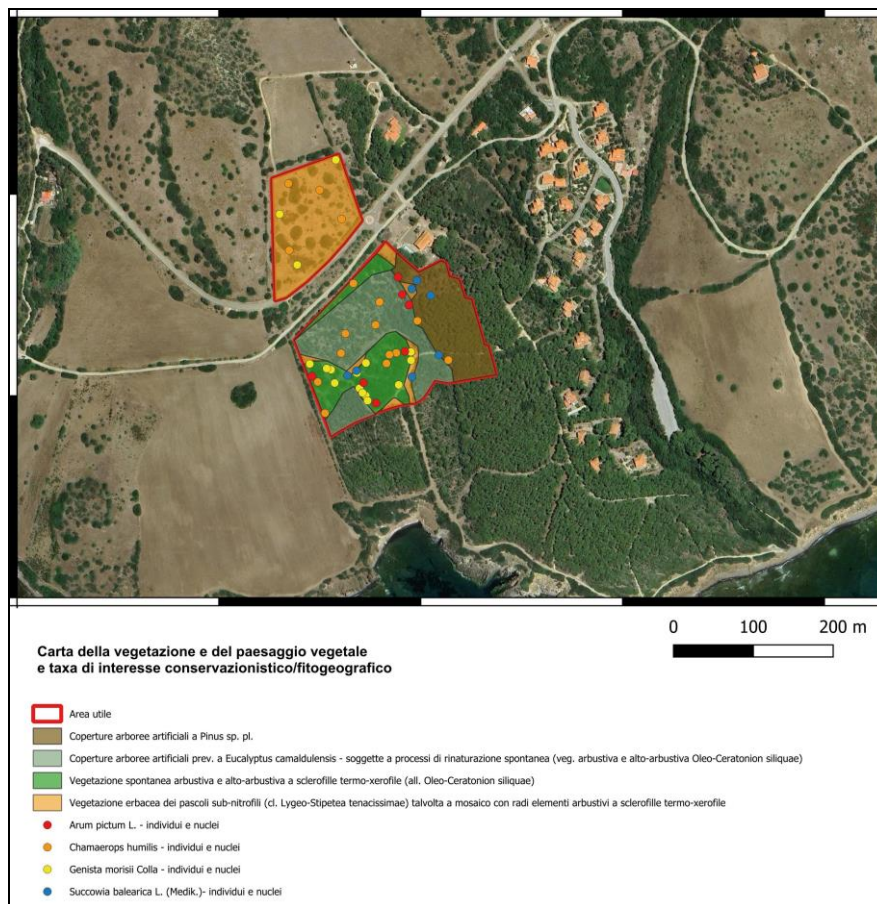 0 100 200 m
Carta della vegetazione e del paesaggio vegetale
e taxa di interesse conservazionistico/fitogeografico
Area utile
Coperture arboree artificiali a Pinus sp. pl.
Coperture arboree artificiali prev. a Eucalyptus camaldulensis - soggette a processi di rinaturazione spontanea (veg. arbustiva e alto-arbustiva Oleo-Ceratonion siliquae)
Vegetazione spontanea arbustiva e alto-arbustiva a sclerofille termo-xerofile (all. Oleo-Ceratonion siliquae)
Vegetazione erbacea dei pascoli sub-nitrofili (cl. Lygeo-Stipetea tenacissimae) talvolta a mosaico con radi elementi arbustivi a sclerofille termo-xerofile
Arum pictum L. - individui e nuclei
Chamaerops humilis - individui e nuclei
Genista morisii Colla - individui e nuclei
Succowia balearica L. (Medik.)- individui e nuclei